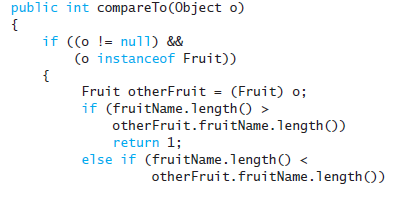 public int compareTo(Object o)
{
    if ((o != null) &&
        (o instanceof Fruit))
    {
         Fruit otherFruit = (Fruit) o;
         if (fruitName.length() >
             otherFruit.fruitName.length())
             return 1;
         else if (fruitName.length() <
                  otherFruit.fruitName.length())